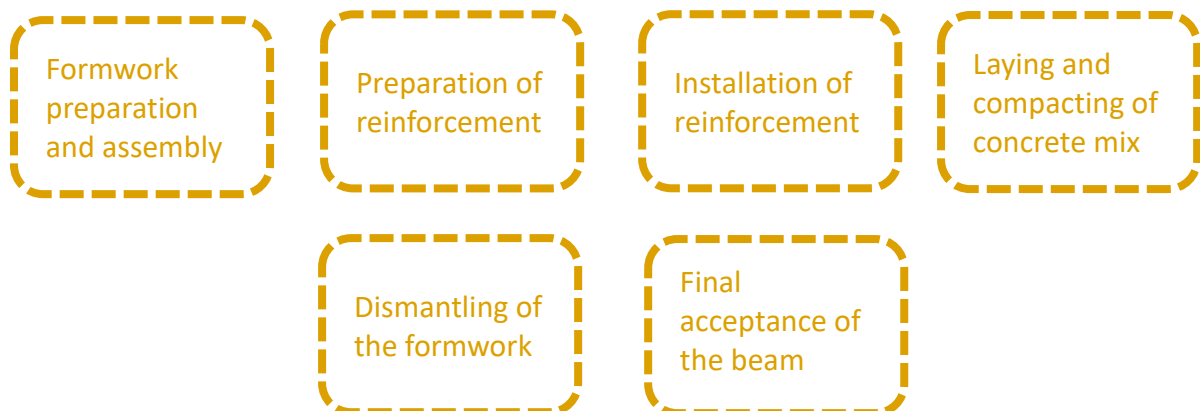 Formwork
preparation
and assembly
Preparation of
reinforcement
Installation of
reinforcement
Laying and
compacting of
concrete mix
Dismantling of
the formwork
Final
acceptance of
the beam